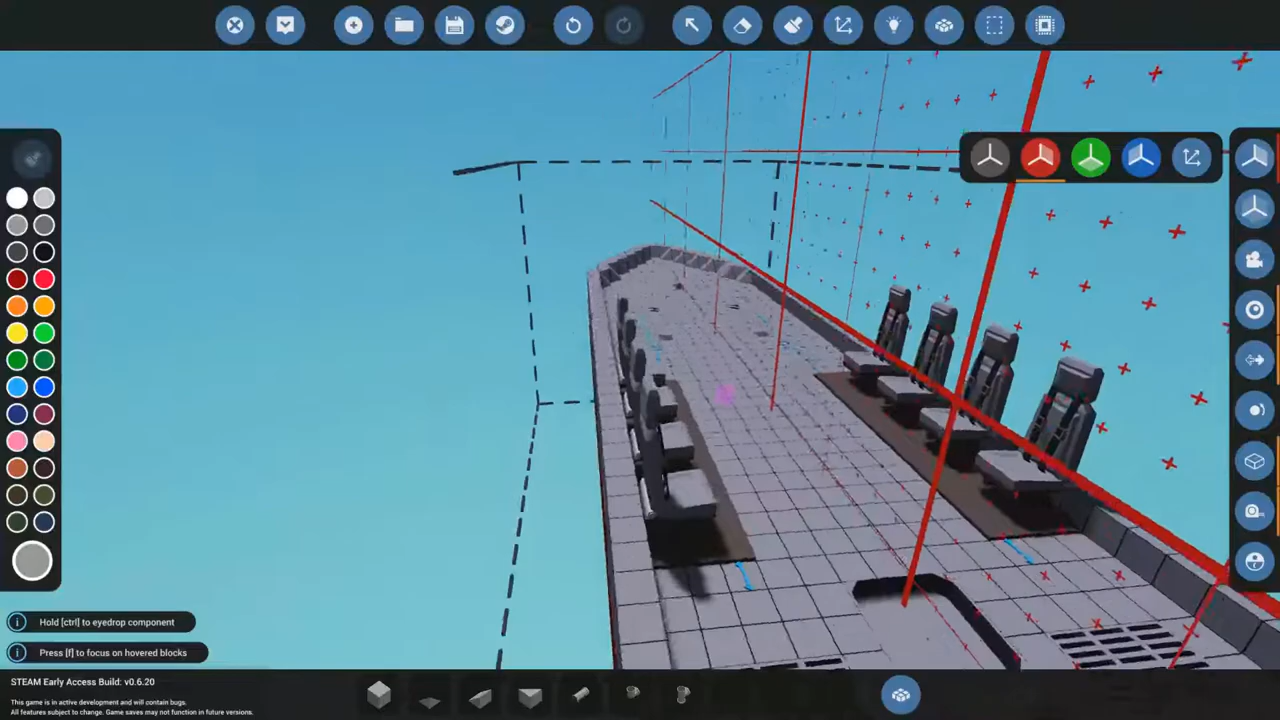 Hold [ctrl] to eyedrop component
Press [f] to focus on hovered blocks
STEAM Early Access Build: v0.6.20
This game is in active development and will contain bugs.
All features subject to change. Game saves may not function in future versions.